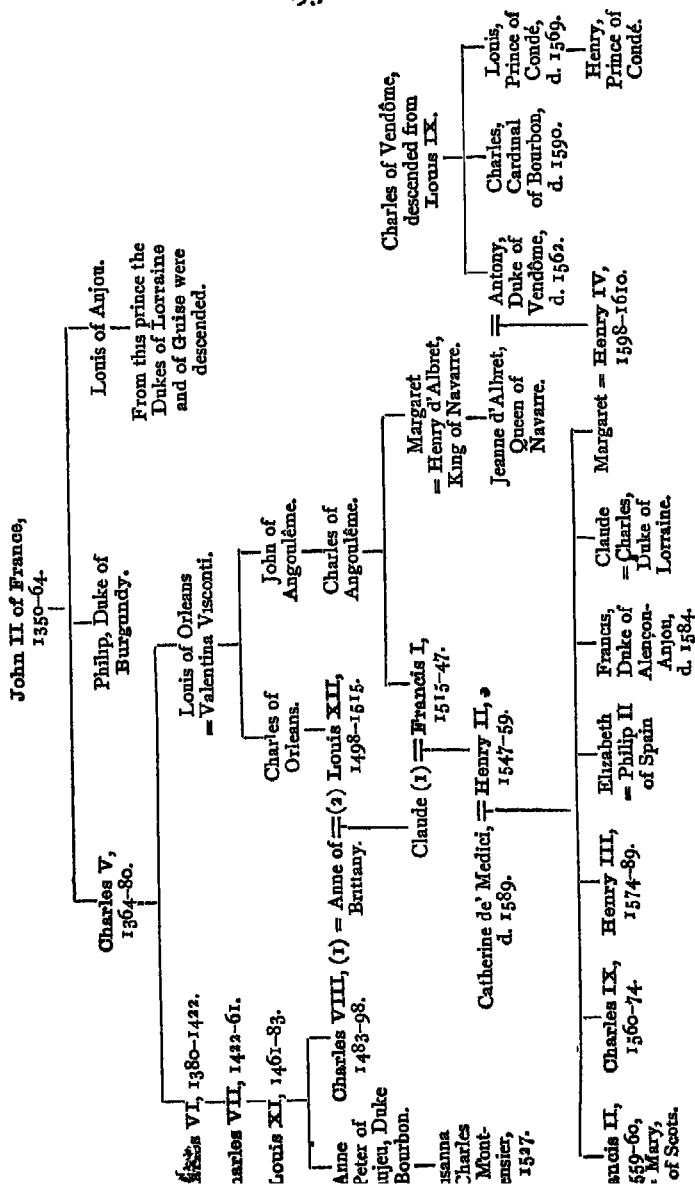 John II of France,
1350–64.
Charles V,
1364–80.
Philip, Duke of
Burgundy.
Louis of Anjou.
From this prince the
Dukes of Lorraine
and of Guise were
descended.
VI, 1380–1422.
Louis of Orleans
= Valentina Visconti.
harles VII, 1422–61.
Louis XI, 1461–83.
Charles of
Orleans.
John of
Angoulême.
Anne
Peter of
njeu, Duke
Bourbon.
Charles VIII, (1) = Anne of = (2) Louis XII,
1483–98.
Brittany.
1498–1515.
Charles of
Angoulême.
usanna
Charles
Mont-
ensier,
1527.
Claude (1) = Francis I,
1515–47.
Margaret
= Henry d'Albret,
King of Navarre.
Charles of Vendôme,
descended from
Louis IX.
Catherine de' Medici, = Henry II,
d. 1589.
1547–59.
Jeanne d'Albret, = Antony,
Queen of
Navarre.
Duke of
Vendôme,
d. 1562.
Charles,
Cardinal
of Bourbon,
d. 1590.
Louis,
Prince of
Condé,
d. 1569.
Henry,
Prince of
Condé.
ancis II,
559–60,
Mary,
of Scots.
Charles IX,
1560–74.
Henry III,
1574–89.
Elizabeth
= Philip II
of Spain
Francis,
Duke of
Alençon-
Anjou,
d. 1584.
Claude
= Charles,
Duke of
Lorraine.
Margaret = Henry IV,
1598–1610.